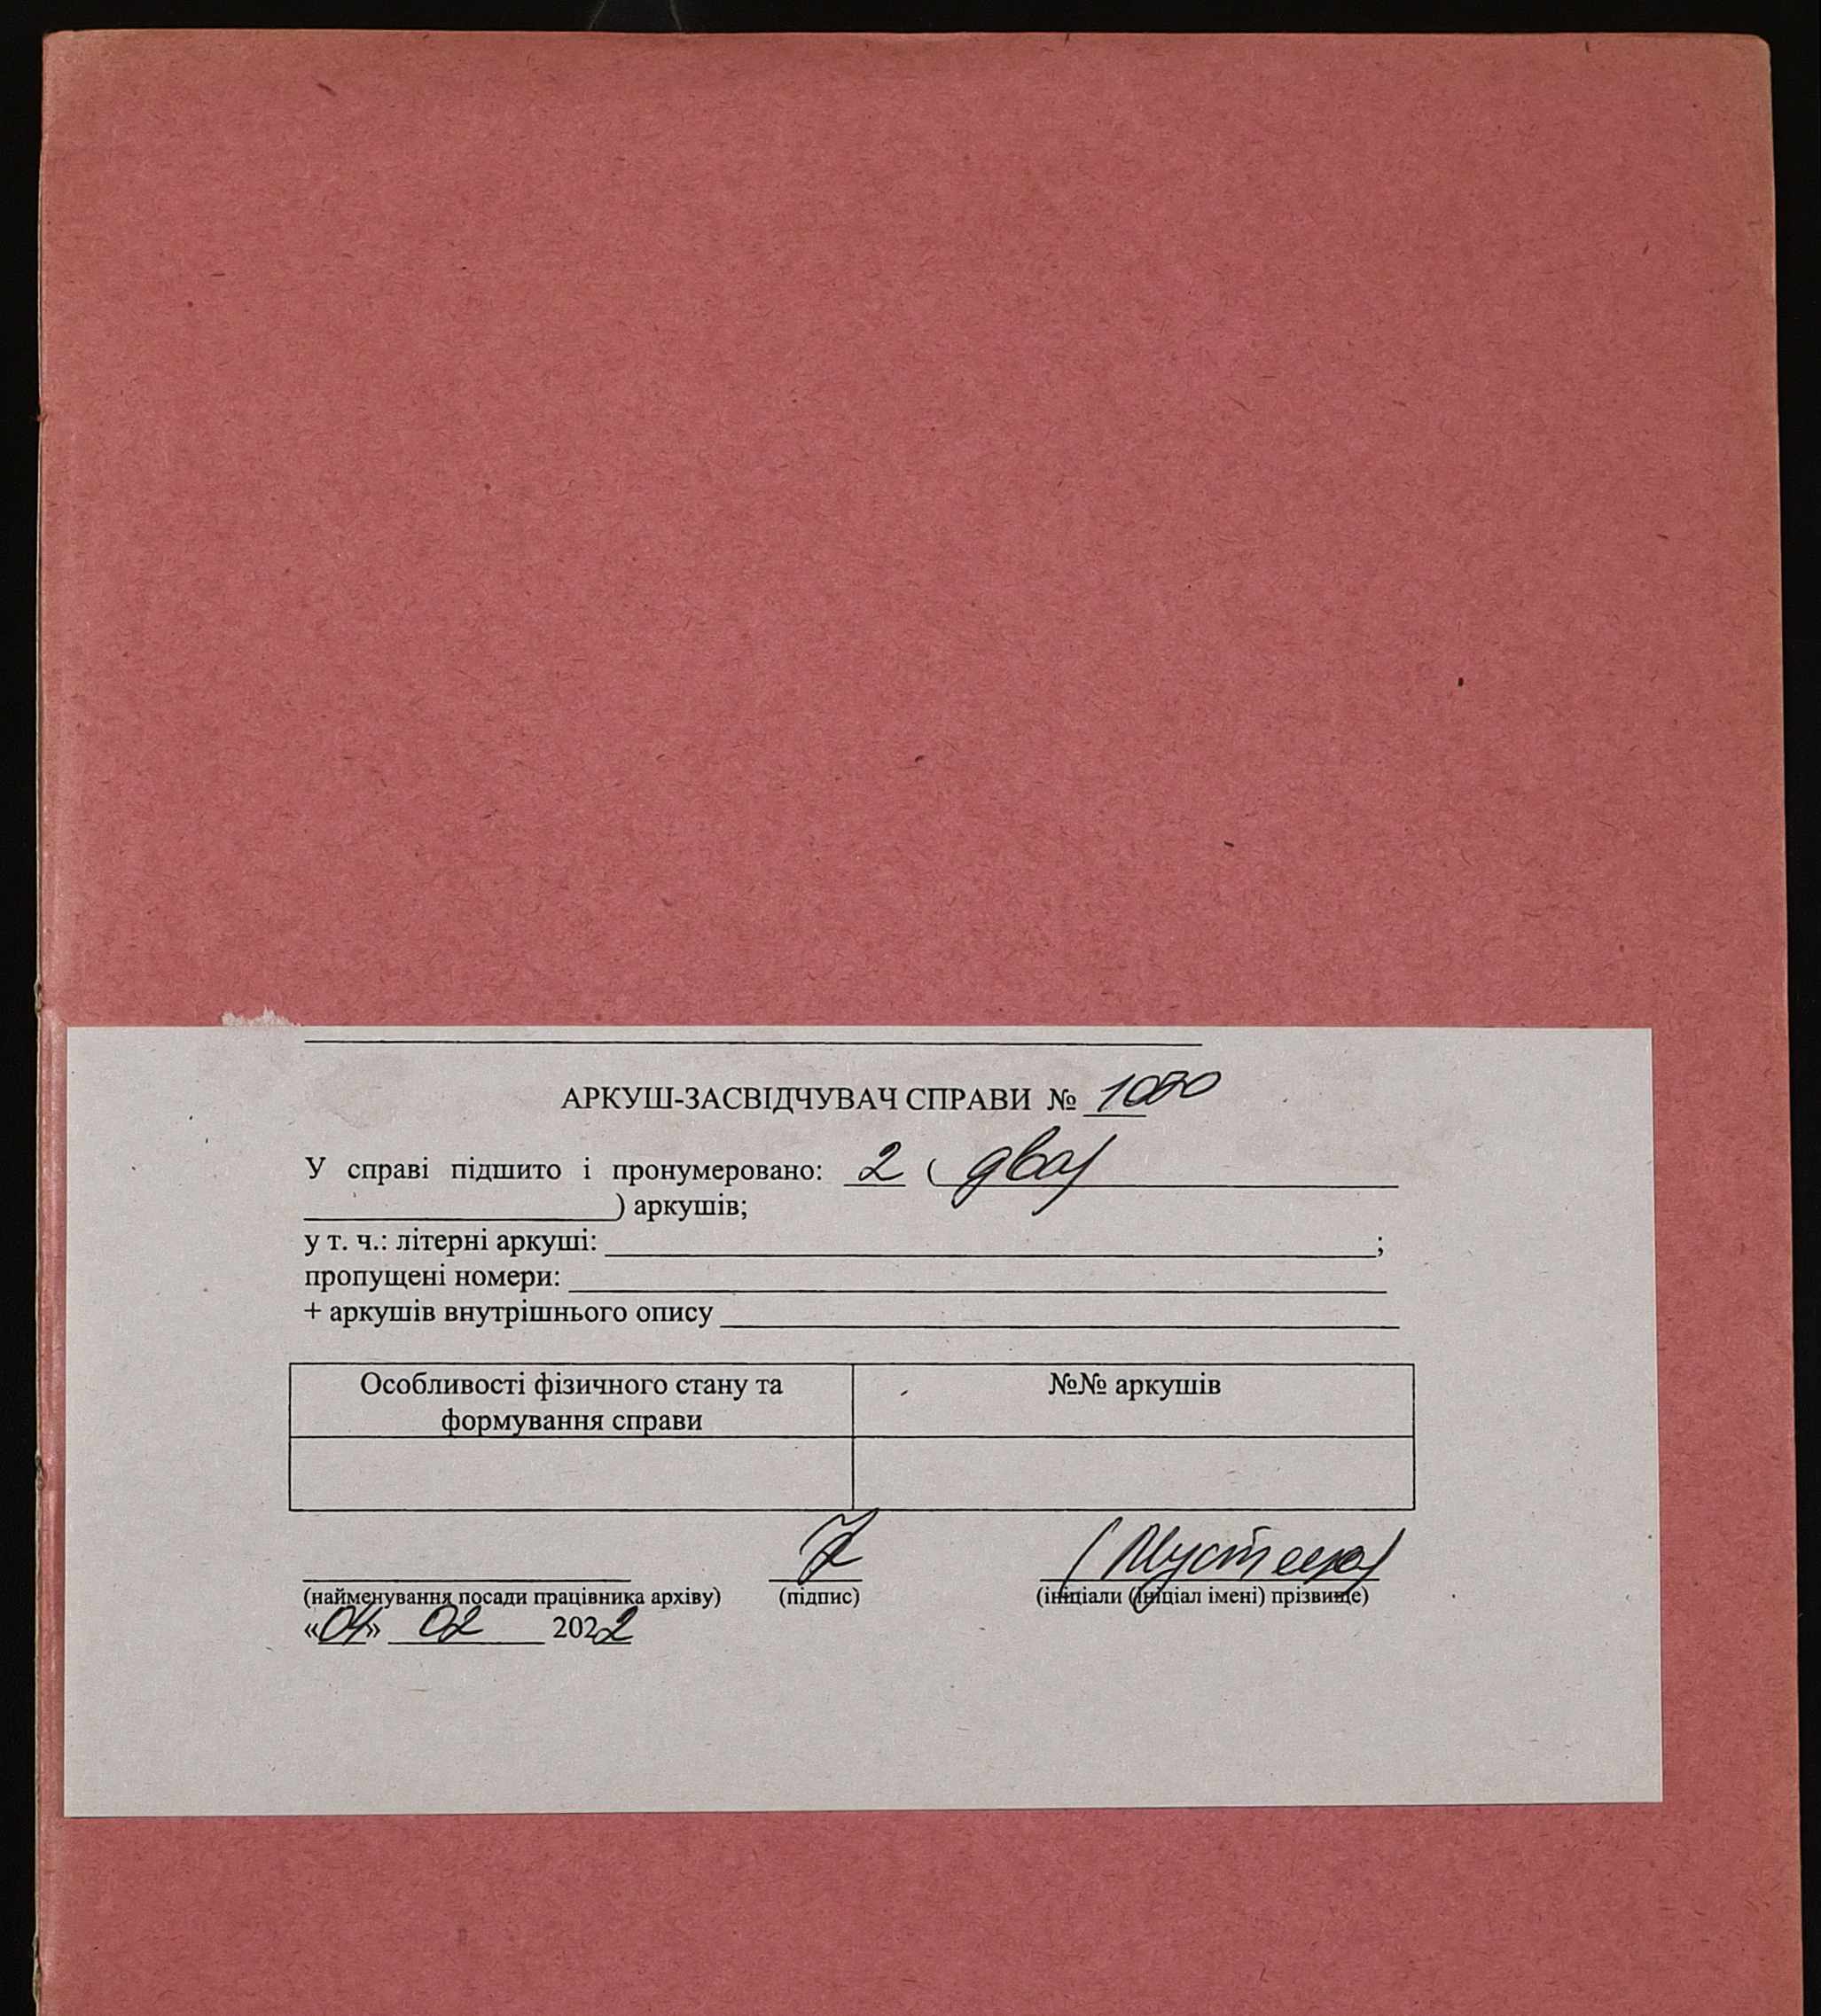 АРКУШ-ЗАСВІДЧУВАЧ СПРАВИ №
У справі підшито і пронумеровано: 2 ( два)
) аркушів;
у т. ч.: літерні аркуші: ;
пропущені номери:
+ аркушів внутрішнього опису
Особливості фізичного стану та формування справи
№№ аркушів
(найменування посади працівника архіву) (підпис) (ініціали (ініціал імені) прізвище)
«04» 02 2022